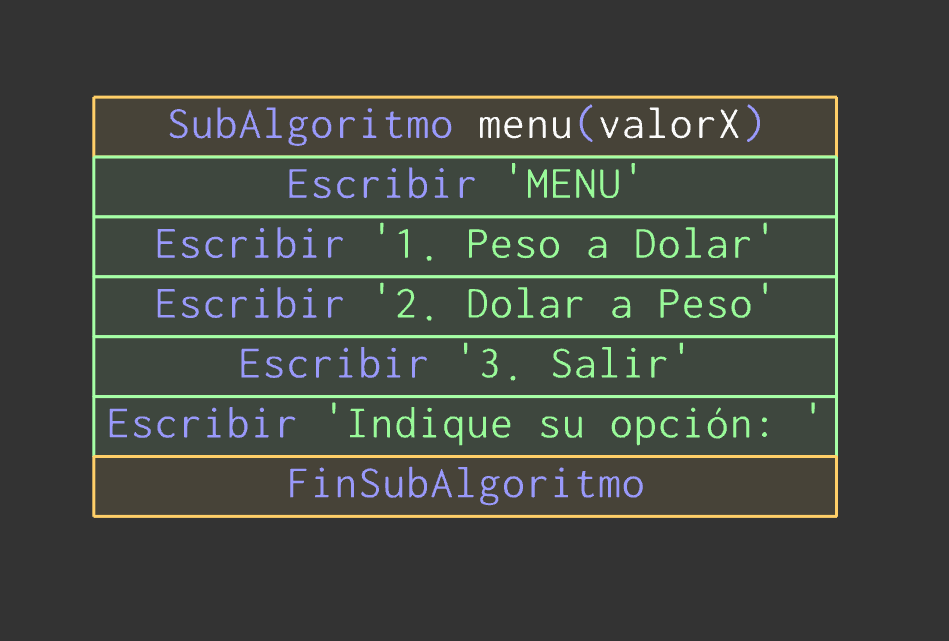 SubAlgoritmo menu(valorX)
Escribir 'MENU'
Escribir '1. Peso a Dolar'
Escribir '2. Dolar a Peso'
Escribir '3. Salir'
Escribir 'Indique su opción: '
FinSubAlgoritmo